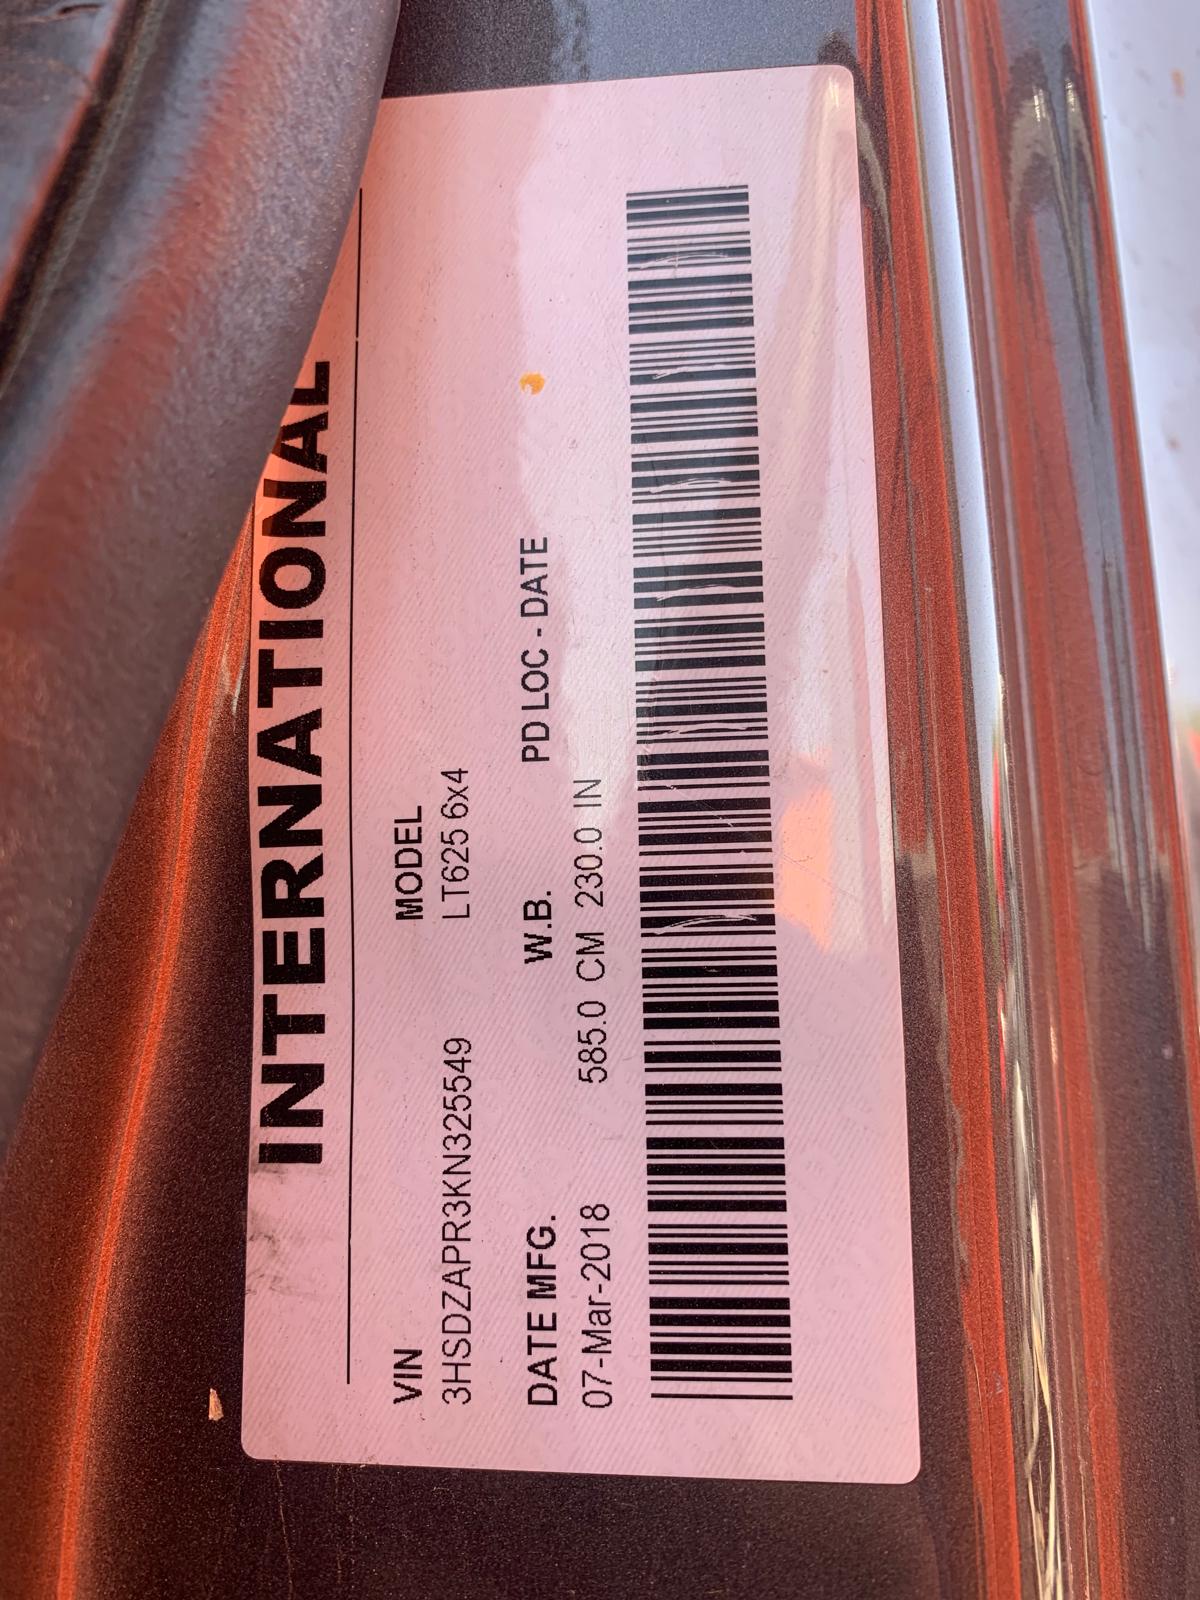 INTERNATIONAL
VIN MODEL
3HSDZAPR3KN325549 LT625 6x4
DATE MFG. W.B. PD LOC - DATE
07-Mar-2018 585.0 CM 230.0 IN